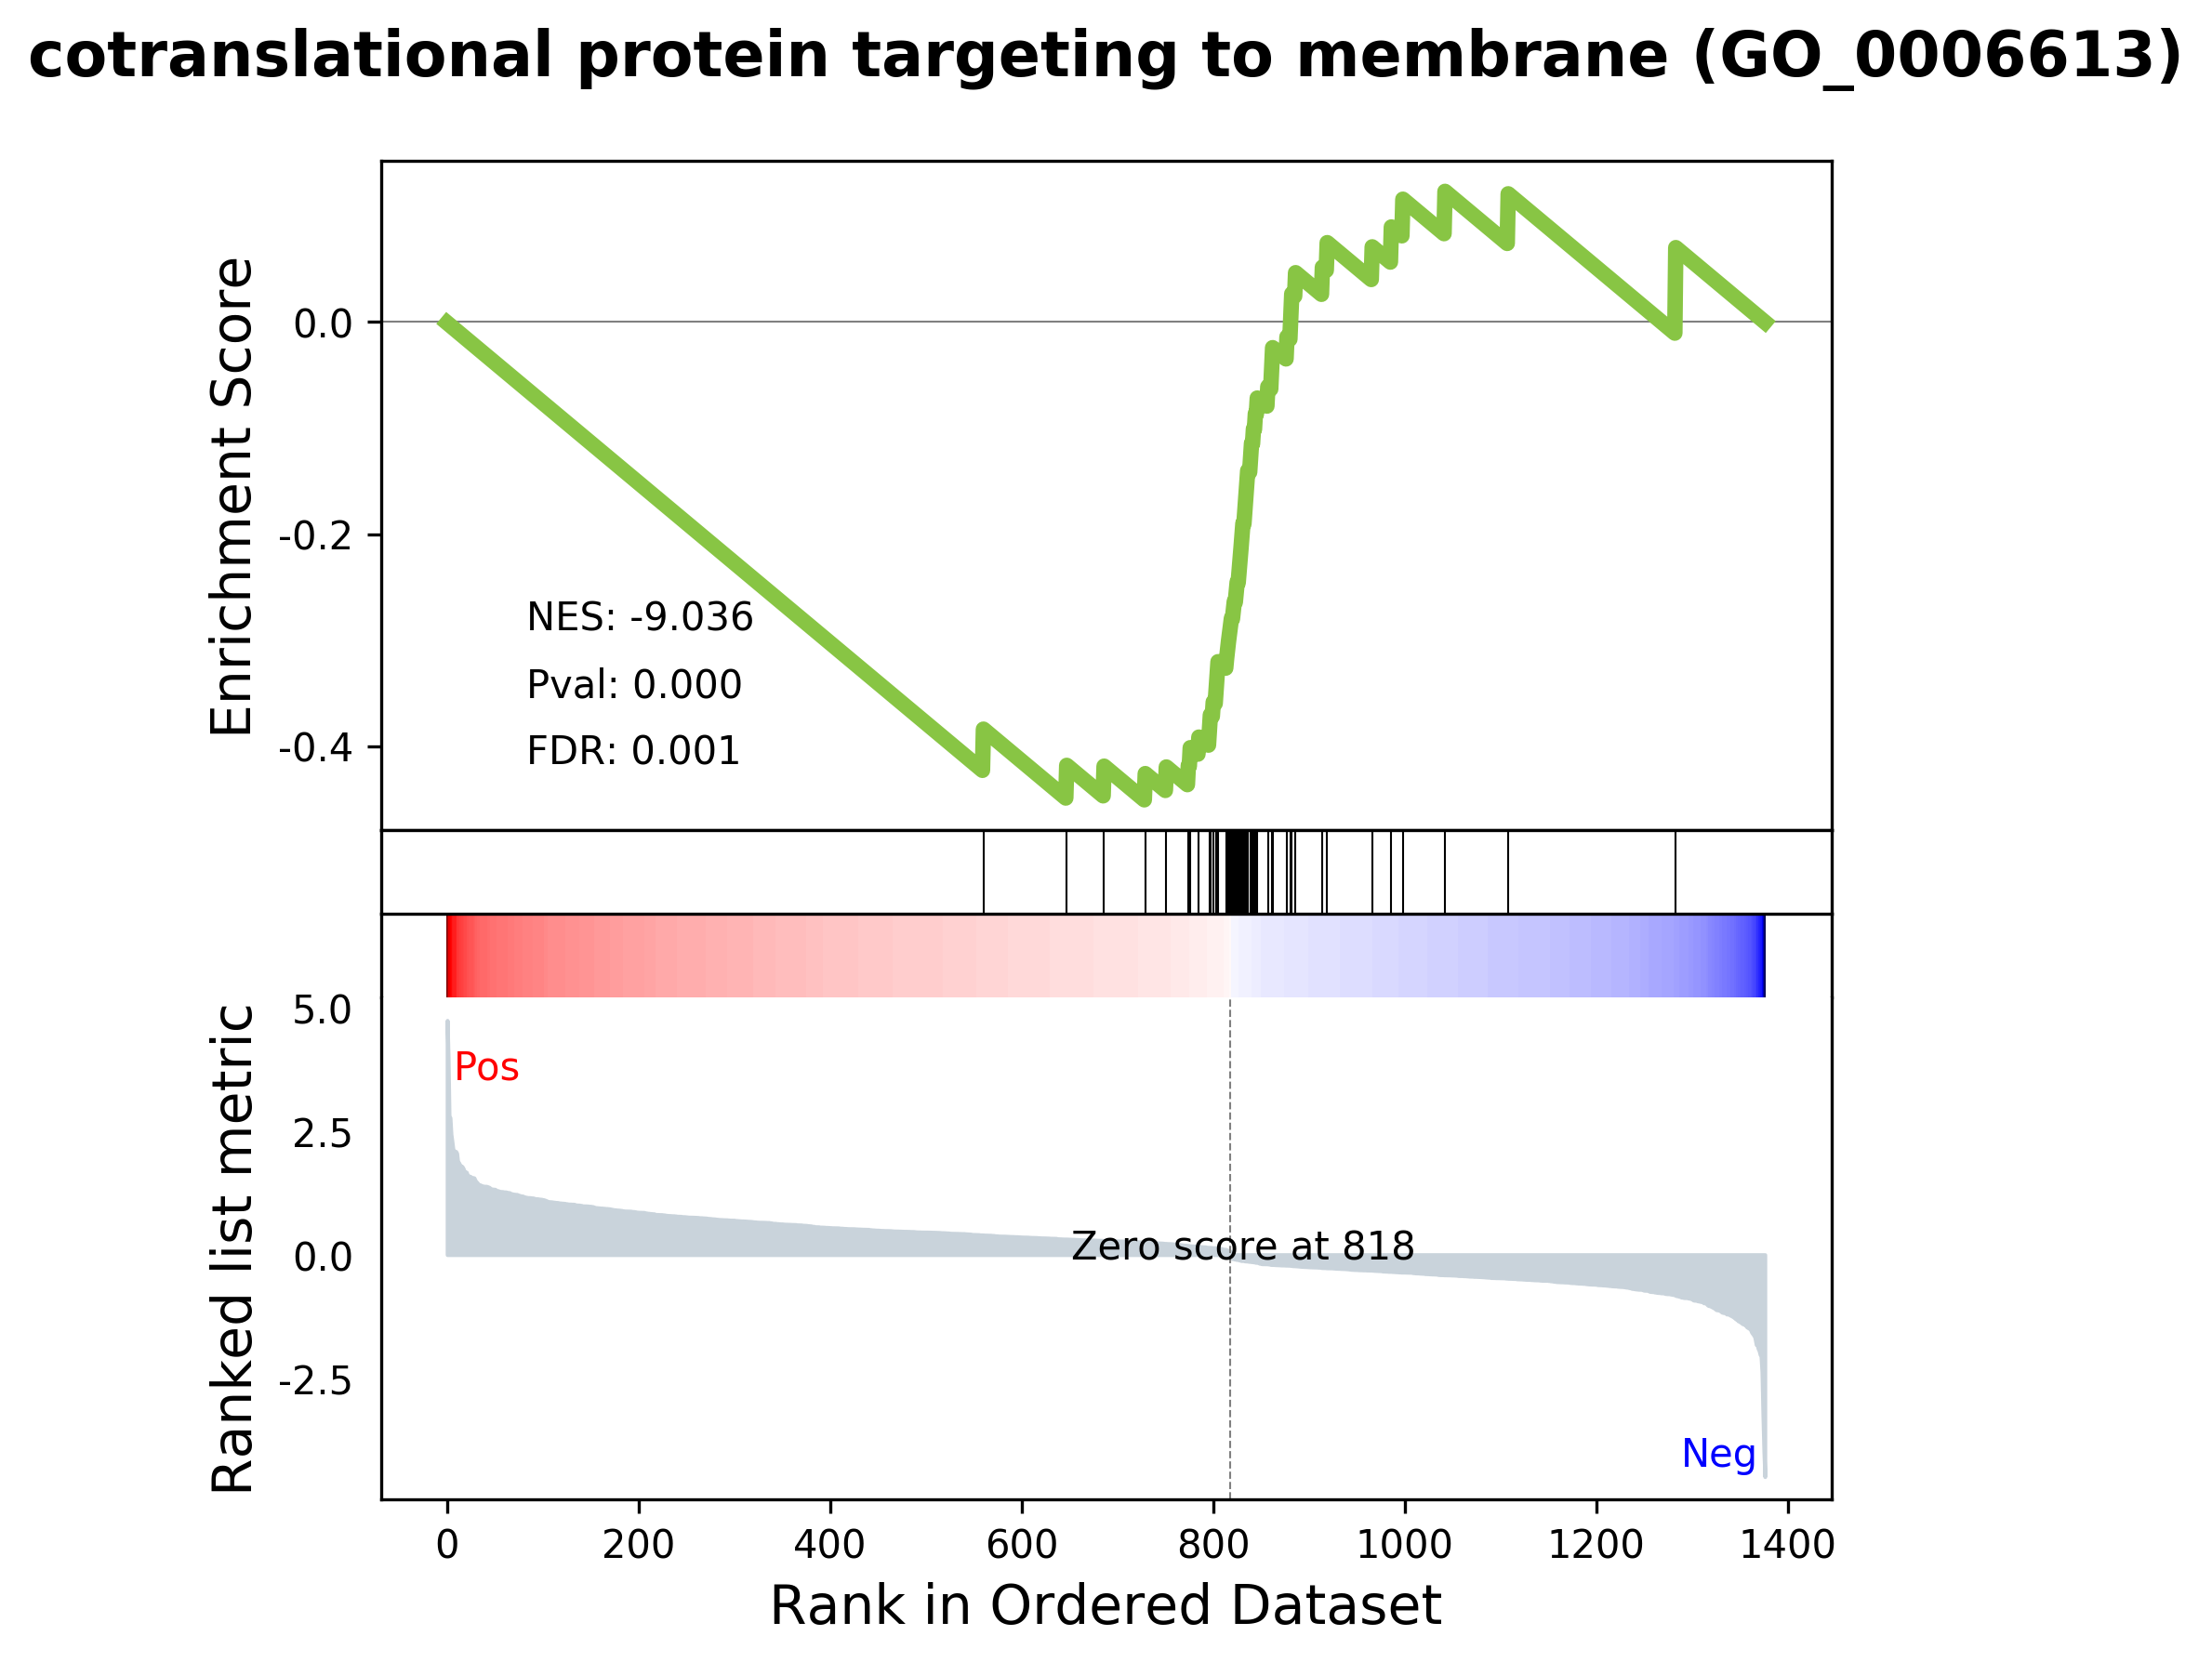 cotranslational protein targeting to membrane (GO_0006613)
Enrichment Score
0.0
-0.2
-0.4
NES: -9.036
Pval: 0.000
FDR: 0.001
Ranked list metric
5.0
2.5
0.0
-2.5
Pos
Zero score at 818
Neg
0 200 400 600 800 1000 1200 1400
Rank in Ordered Dataset